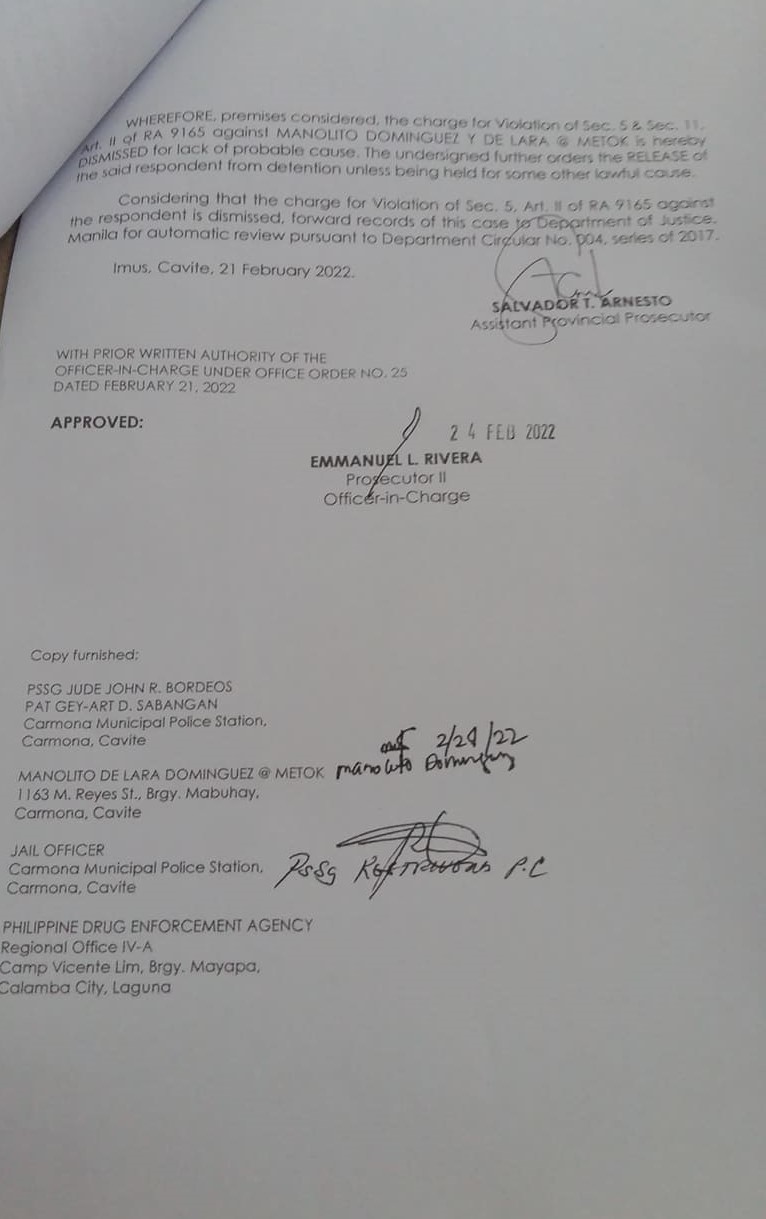 WHEREFORE, premises considered, the charge for Violation of Sec. 5 & Sec. 11,
Art. II of RA 9165 against MANOLITO DOMINGUEZ Y DE LARA @ METOK is hereby
DISMISSED for lack of probable cause. The undersigned further orders the RELEASE of
the said respondent from detention unless being held for some other lawful cause.
Considering that the charge for Violation of Sec. 5, Art. II of RA 9165 against
the respondent is dismissed, forward records of this case to Department of Justice,
Manila for automatic review pursuant to Department Circular No. 004, series of 2017.
Imus, Cavite, 21 February 2022.
SALVADOR T. ARNESTO
Assistant Provincial Prosecutor
WITH PRIOR WRITTEN AUTHORITY OF THE
OFFICER-IN-CHARGE UNDER OFFICE ORDER NO. 25
DATED FEBRUARY 21, 2022
APPROVED:
24 FEB 2022
EMMANUEL L. RIVERA
Prosecutor II
Officer-in-Charge
Copy furnished:
PSSG JUDE JOHN R. BORDEOS
PAT GEY-ART D. SABANGAN
Carmona Municipal Police Station,
Carmona, Cavite
2/24/22
MANOLITO DE LARA DOMINGUEZ @ METOK manolito Dominguez
1163 M. Reyes St., Brgy. Mabuhay,
Carmona, Cavite
JAIL OFFICER
Carmona Municipal Police Station, PSSg P.C
Carmona, Cavite
PHILIPPINE DRUG ENFORCEMENT AGENCY
Regional Office IV-A
Camp Vicente Lim, Brgy. Mayapa,
Calamba City, Laguna